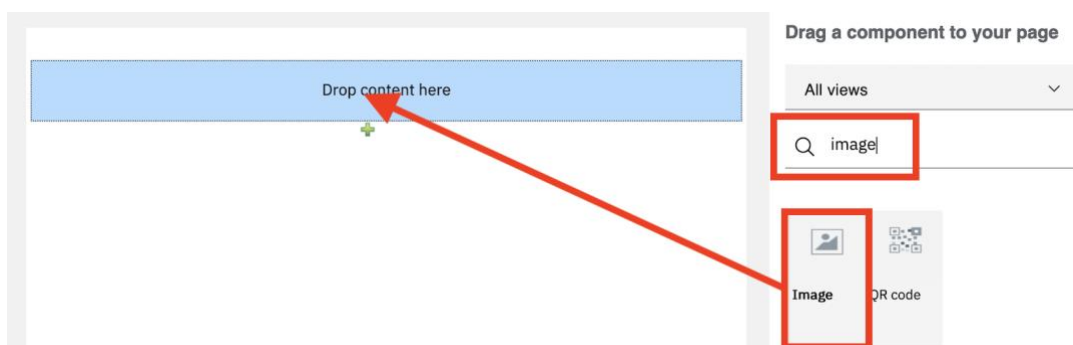 Drag a component to your page
Drop content here
All views
image
Image
QR code